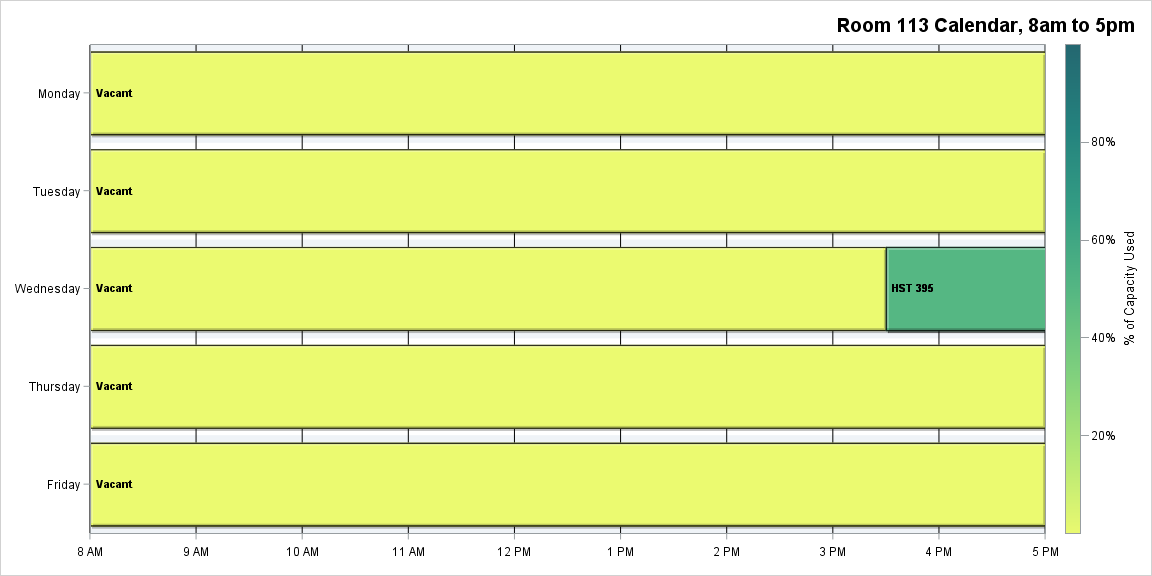 Room 113 Calendar, 8am to 5pm
Monday
Vacant
Tuesday
Vacant
Wednesday
Vacant
HST 395
Thursday
Vacant
Friday
Vacant
8 AM 9 AM 10 AM 11 AM 12 PM 1 PM 2 PM 3 PM 4 PM 5 PM
80%
60%
40%
20%
% of Capacity Used